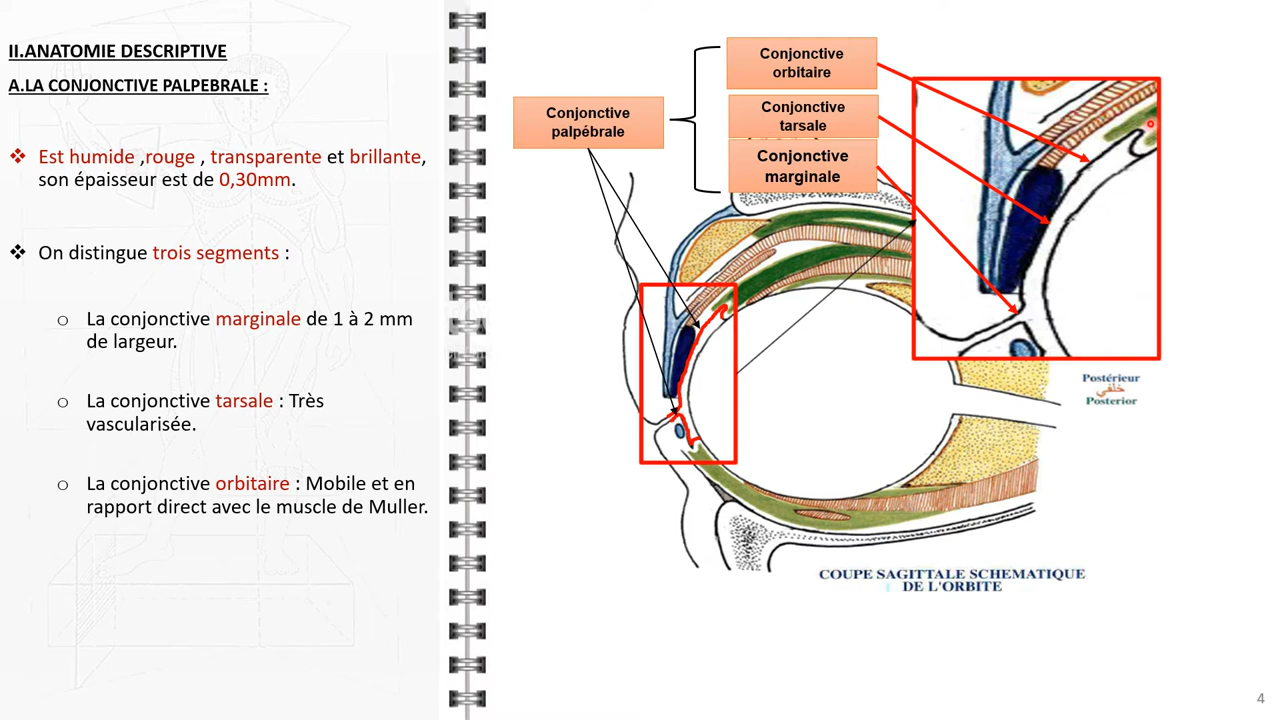 II.ANATOMIE DESCRIPTIVE
A.LA CONJONCTIVE PALPEBRALE :
❖ Est humide ,rouge , transparente et brillante,
son épaisseur est de 0,30mm.
❖ On distingue trois segments :
o La conjonctive marginale de 1 à 2 mm
de largeur.
o La conjonctive tarsale : Très
vascularisée.
o La conjonctive orbitaire : Mobile et en
rapport direct avec le muscle de Muller.
Conjonctive
palpébrale
Conjonctive
orbitaire
Conjonctive
tarsale
Conjonctive
marginale
Postérieur
خلفي
Posterior
COUPE SAGITTALE SCHEMATIQUE
DE L'ORBITE
4